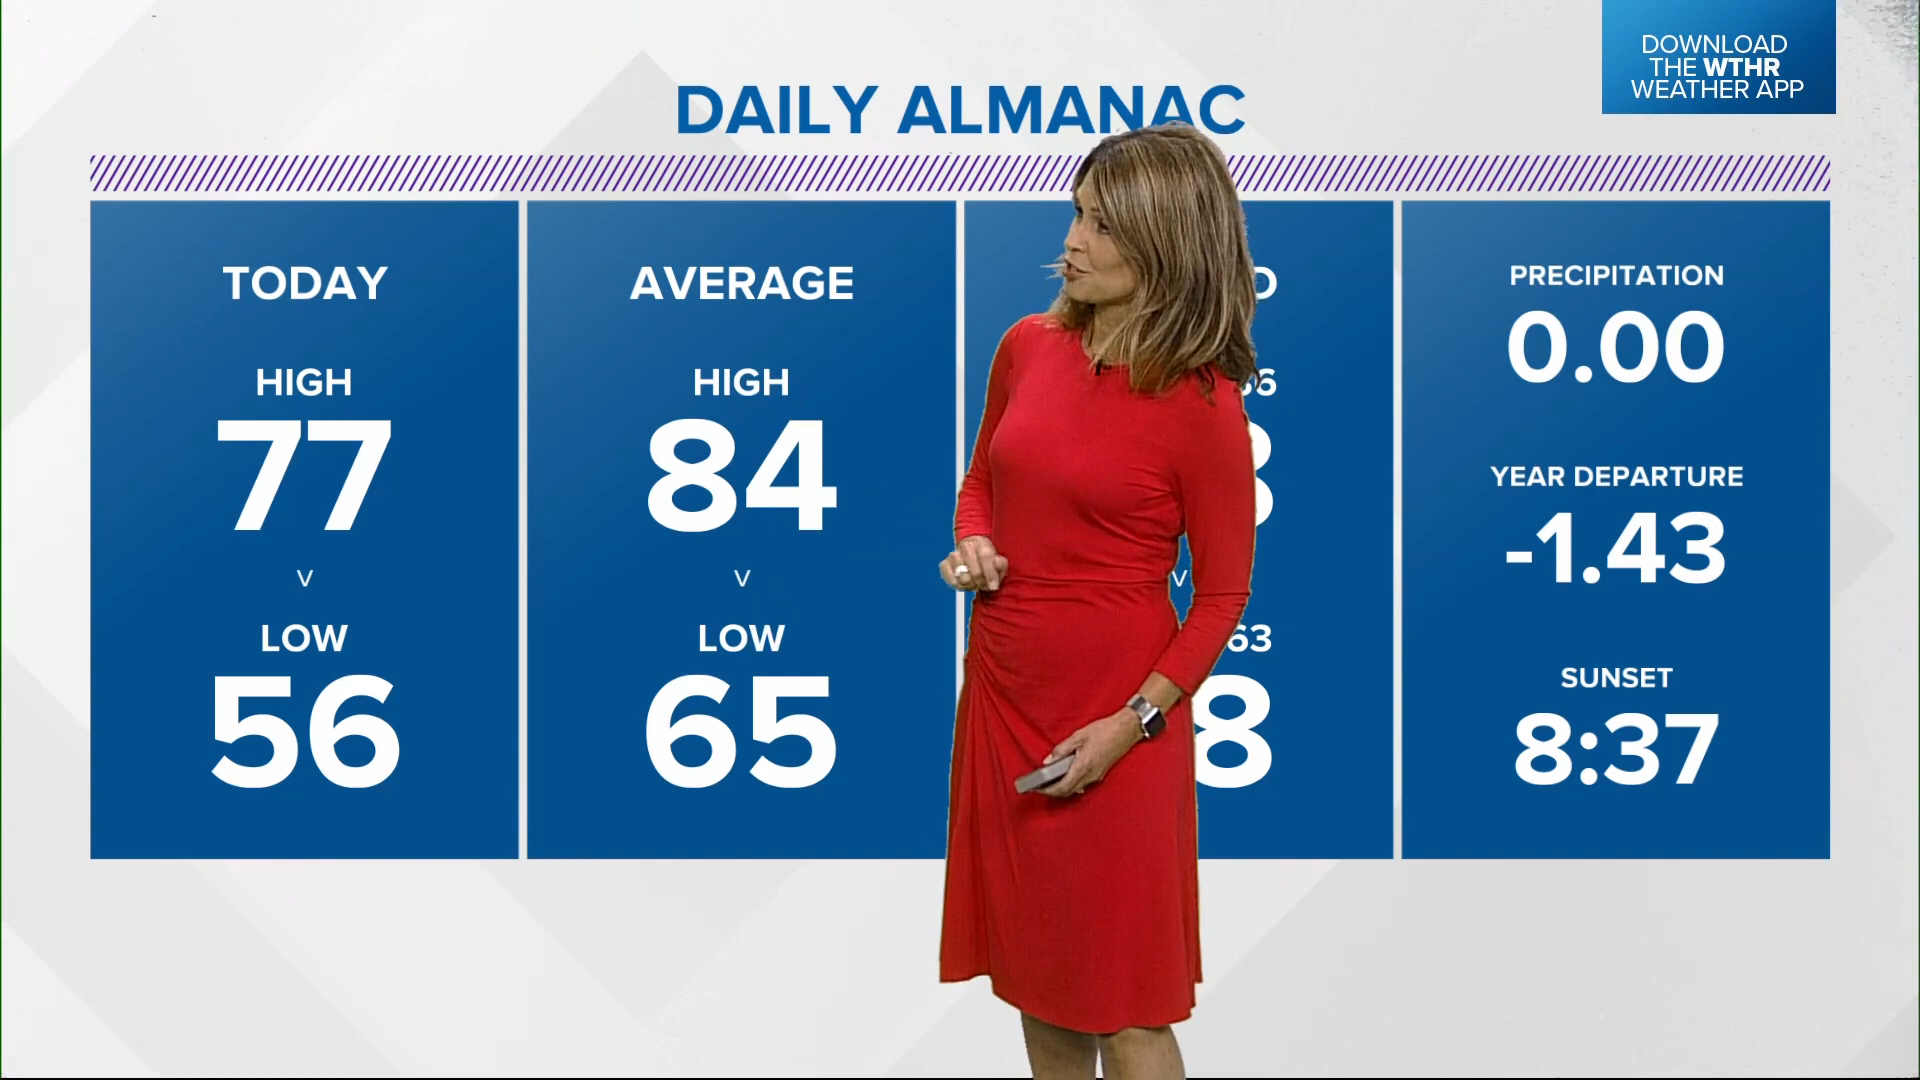 DOWNLOAD
THE WTHR
WEATHER APP
DAILY ALMANAC
TODAY
HIGH
77
v
LOW
56
AVERAGE
HIGH
84
v
LOW
65
v
PRECIPITATION
0.00
YEAR DEPARTURE
-1.43
SUNSET
8:37